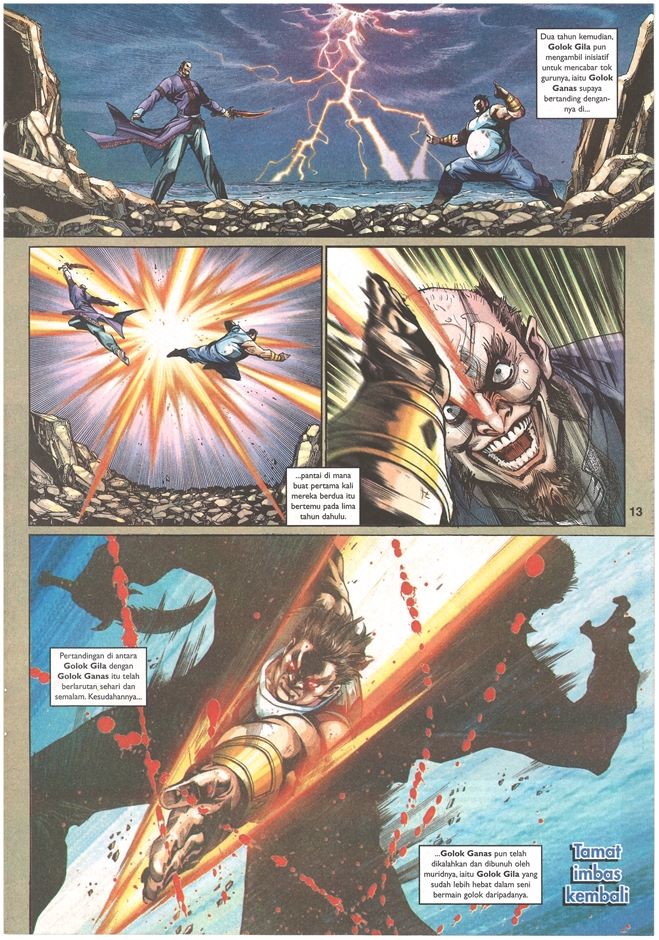 Dua tahun kemudian,
Golok Gila pun
mengambil inisiatif
untuk mencabar tok
gurunya, iaitu Golok
Ganas supaya
bertanding dengan-
nya di...
...pantai di mana
buat pertama kali
mereka berdua itu
bertemu pada lima
tahun dahulu.
13
Pertandingan di antara
Golok Gila dengan
Golok Ganas itu telah
berlarutan sehari dan
semalam. Kesudahannya...
...Golok Ganas pun telah
dikalahkan dan dibunuh oleh
muridnya, iaitu Golok Gila yang
sudah lebih hebat dalam seni
bermain golok daripadanya.
Tamat
imbas
kembali